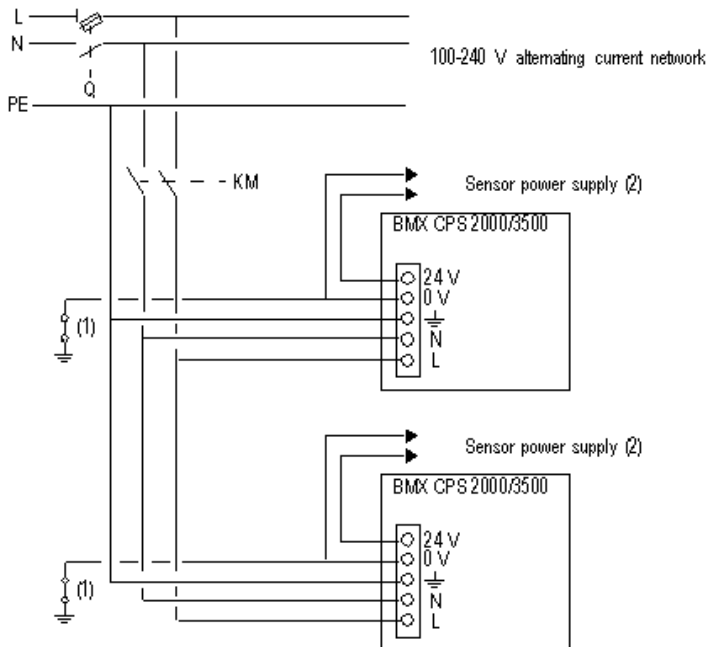 L
N
100-240 V alternating current network
Q
PE
KM
Sensor power supply (2)
BMX CPS 2000/3500
24 V
0 V
(1)
N
L
Sensor power supply (2)
BMX CPS 2000/3500
24 V
0 V
(1)
N
L